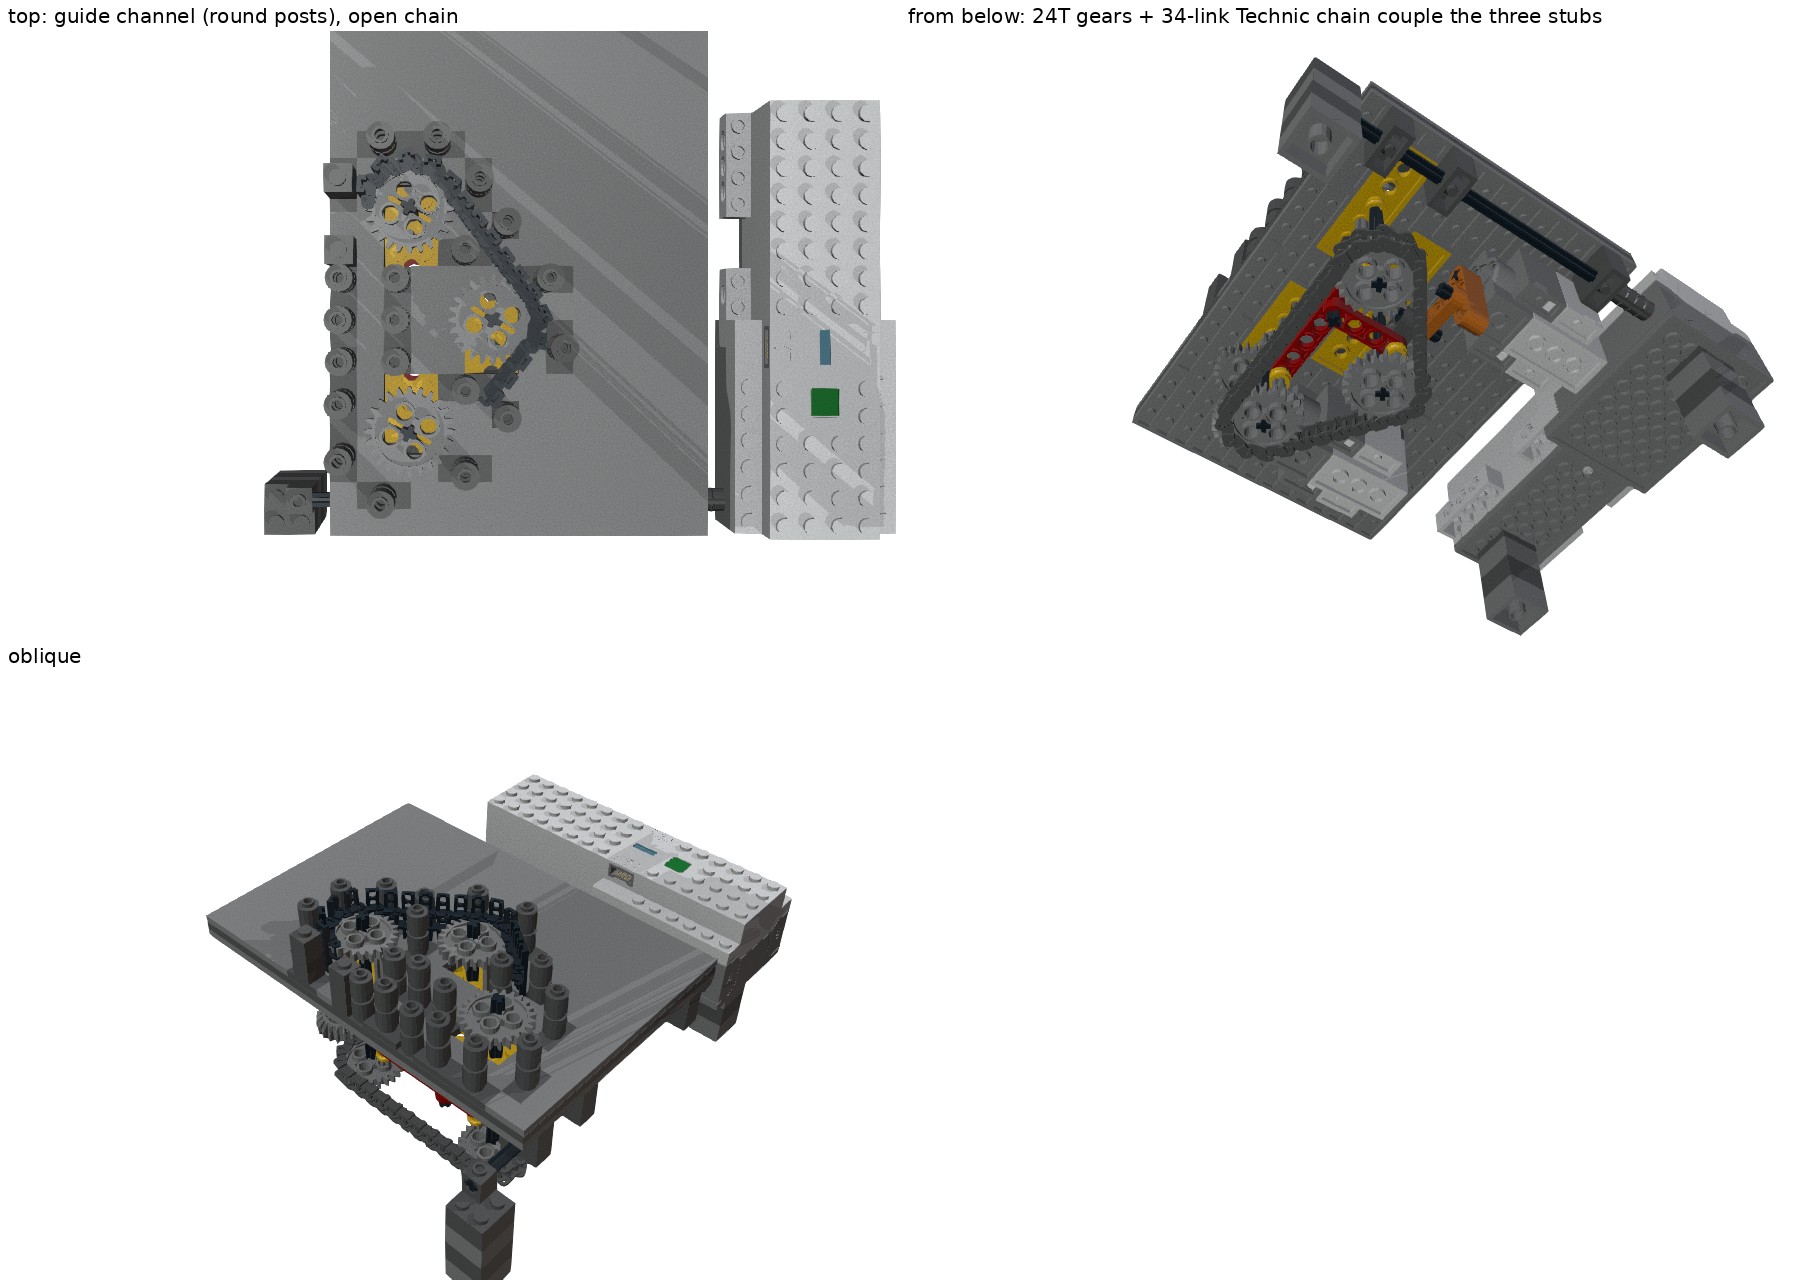 top: guide channel (round posts), open chain
from below: 24T gears + 34-link Technic chain couple the three stubs
oblique